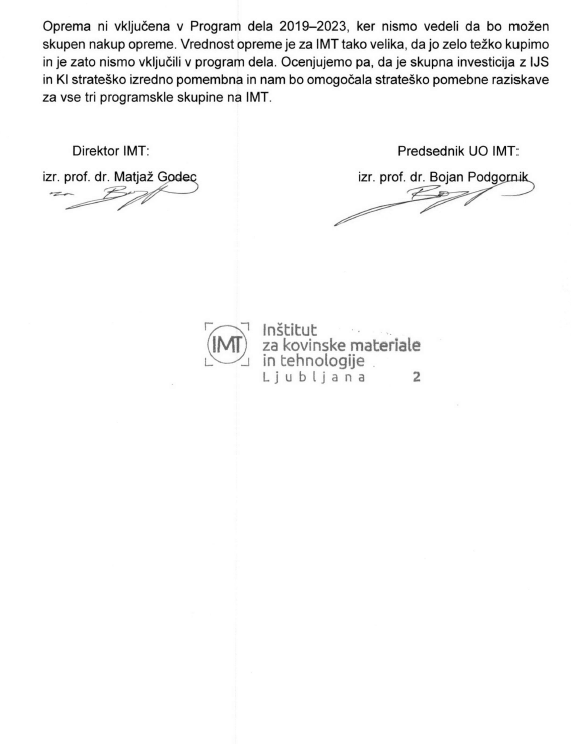 Oprema ni vključena v Program dela 2019–2023, ker nismo vedeli da bo možen
skupen nakup opreme. Vrednost opreme je za IMT tako velika, da jo zelo težko kupimo
in je zato nismo vključili v program dela. Ocenjujemo pa, da je skupna investicija z IJS
in KI strateško izredno pomembna in nam bo omogočala strateško pomebne raziskave
za vse tri programskle skupine na IMT.
Direktor IMT:
Predsednik UO IMT:
izr. prof. dr. Matjaž Godec
izr. prof. dr. Bojan Podgornik
za
IMT
Inštitut
za kovinske materiale
in tehnologije
Ljubljana 2